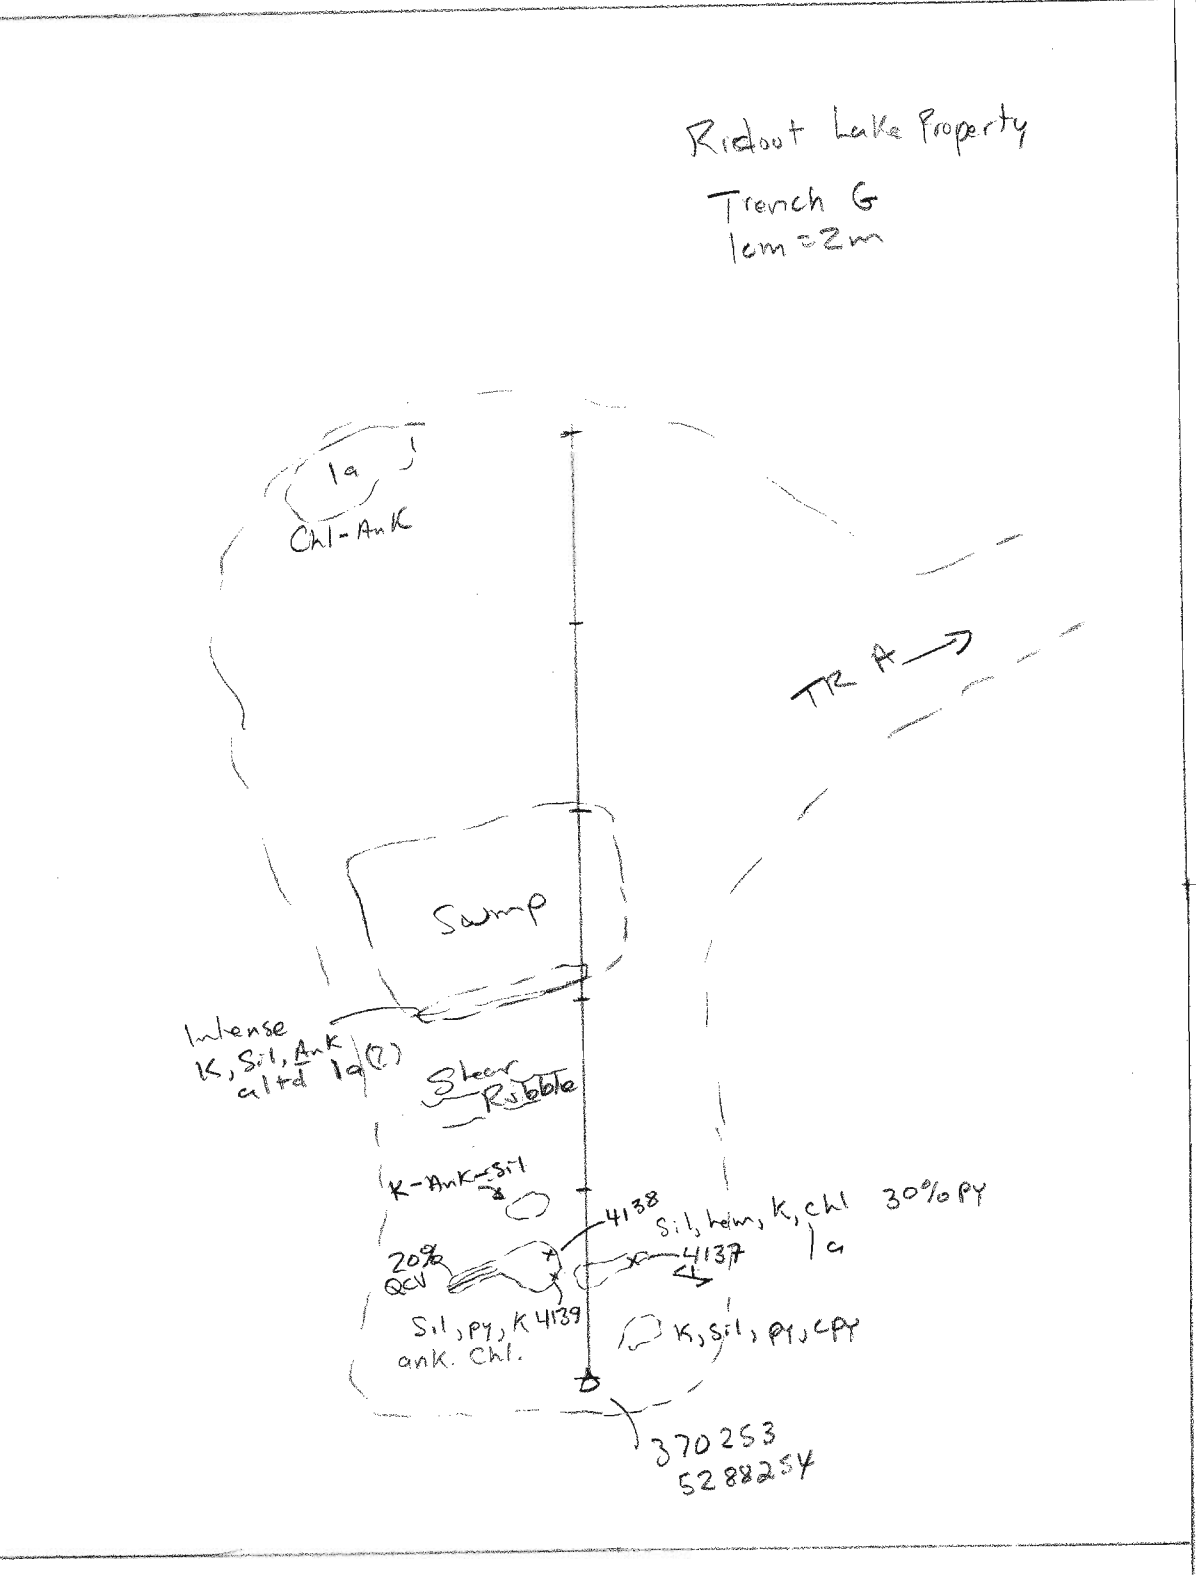 Ridout Lake Property
Trench G
1cm = 2m
1a
Chl-Ank
TR A
Swmp
Intense
K, Sil, Ank
altd 1a(?)
Shear
Rubble
K-Ank-Sil
4138
Sil, hem, K, chl 30% py
1a
4137
20%
QCV
Sil, py, K
ank. Chl.
4139
K, Sil, py, cpy
370253
5288254